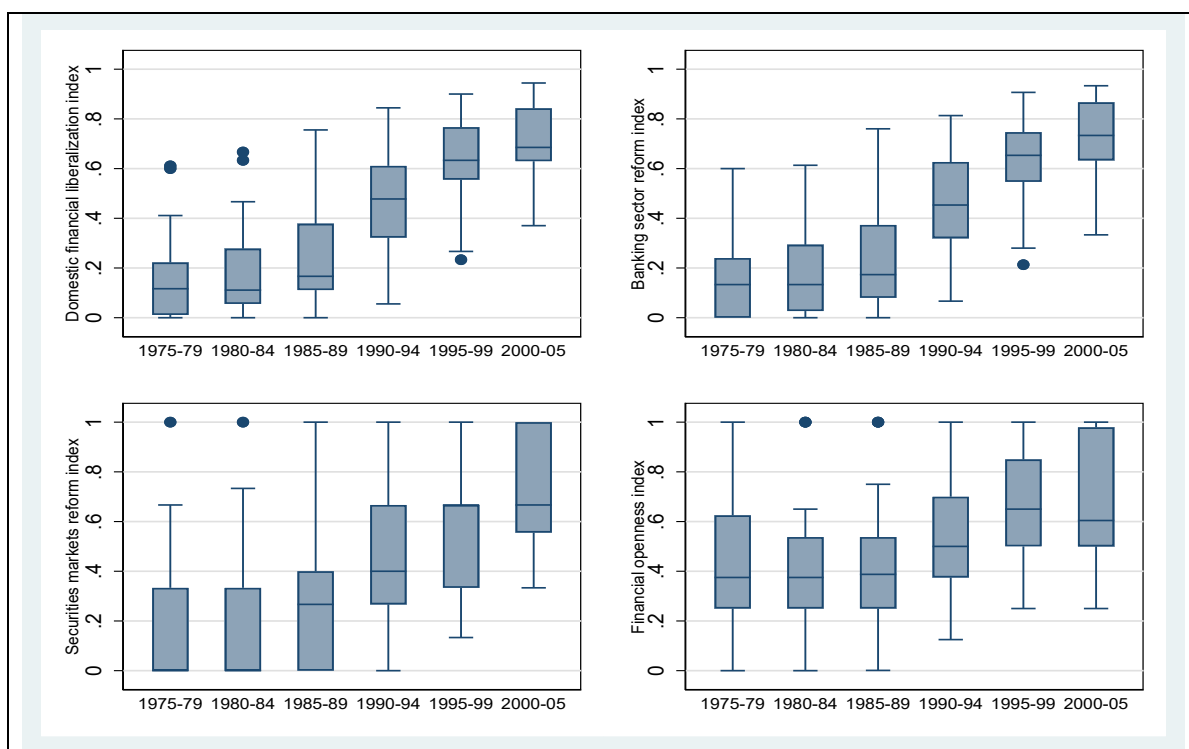 Domestic financial liberalization index
0 .2 .4 .6 .8 1
1975-79 1980-84 1985-89 1990-94 1995-99 2000-05
Banking sector reform index
0 .2 .4 .6 .8 1
1975-79 1980-84 1985-89 1990-94 1995-99 2000-05
Securities markets reform index
0 .2 .4 .6 .8 1
1975-79 1980-84 1985-89 1990-94 1995-99 2000-05
Financial openness index
0 .2 .4 .6 .8 1
1975-79 1980-84 1985-89 1990-94 1995-99 2000-05